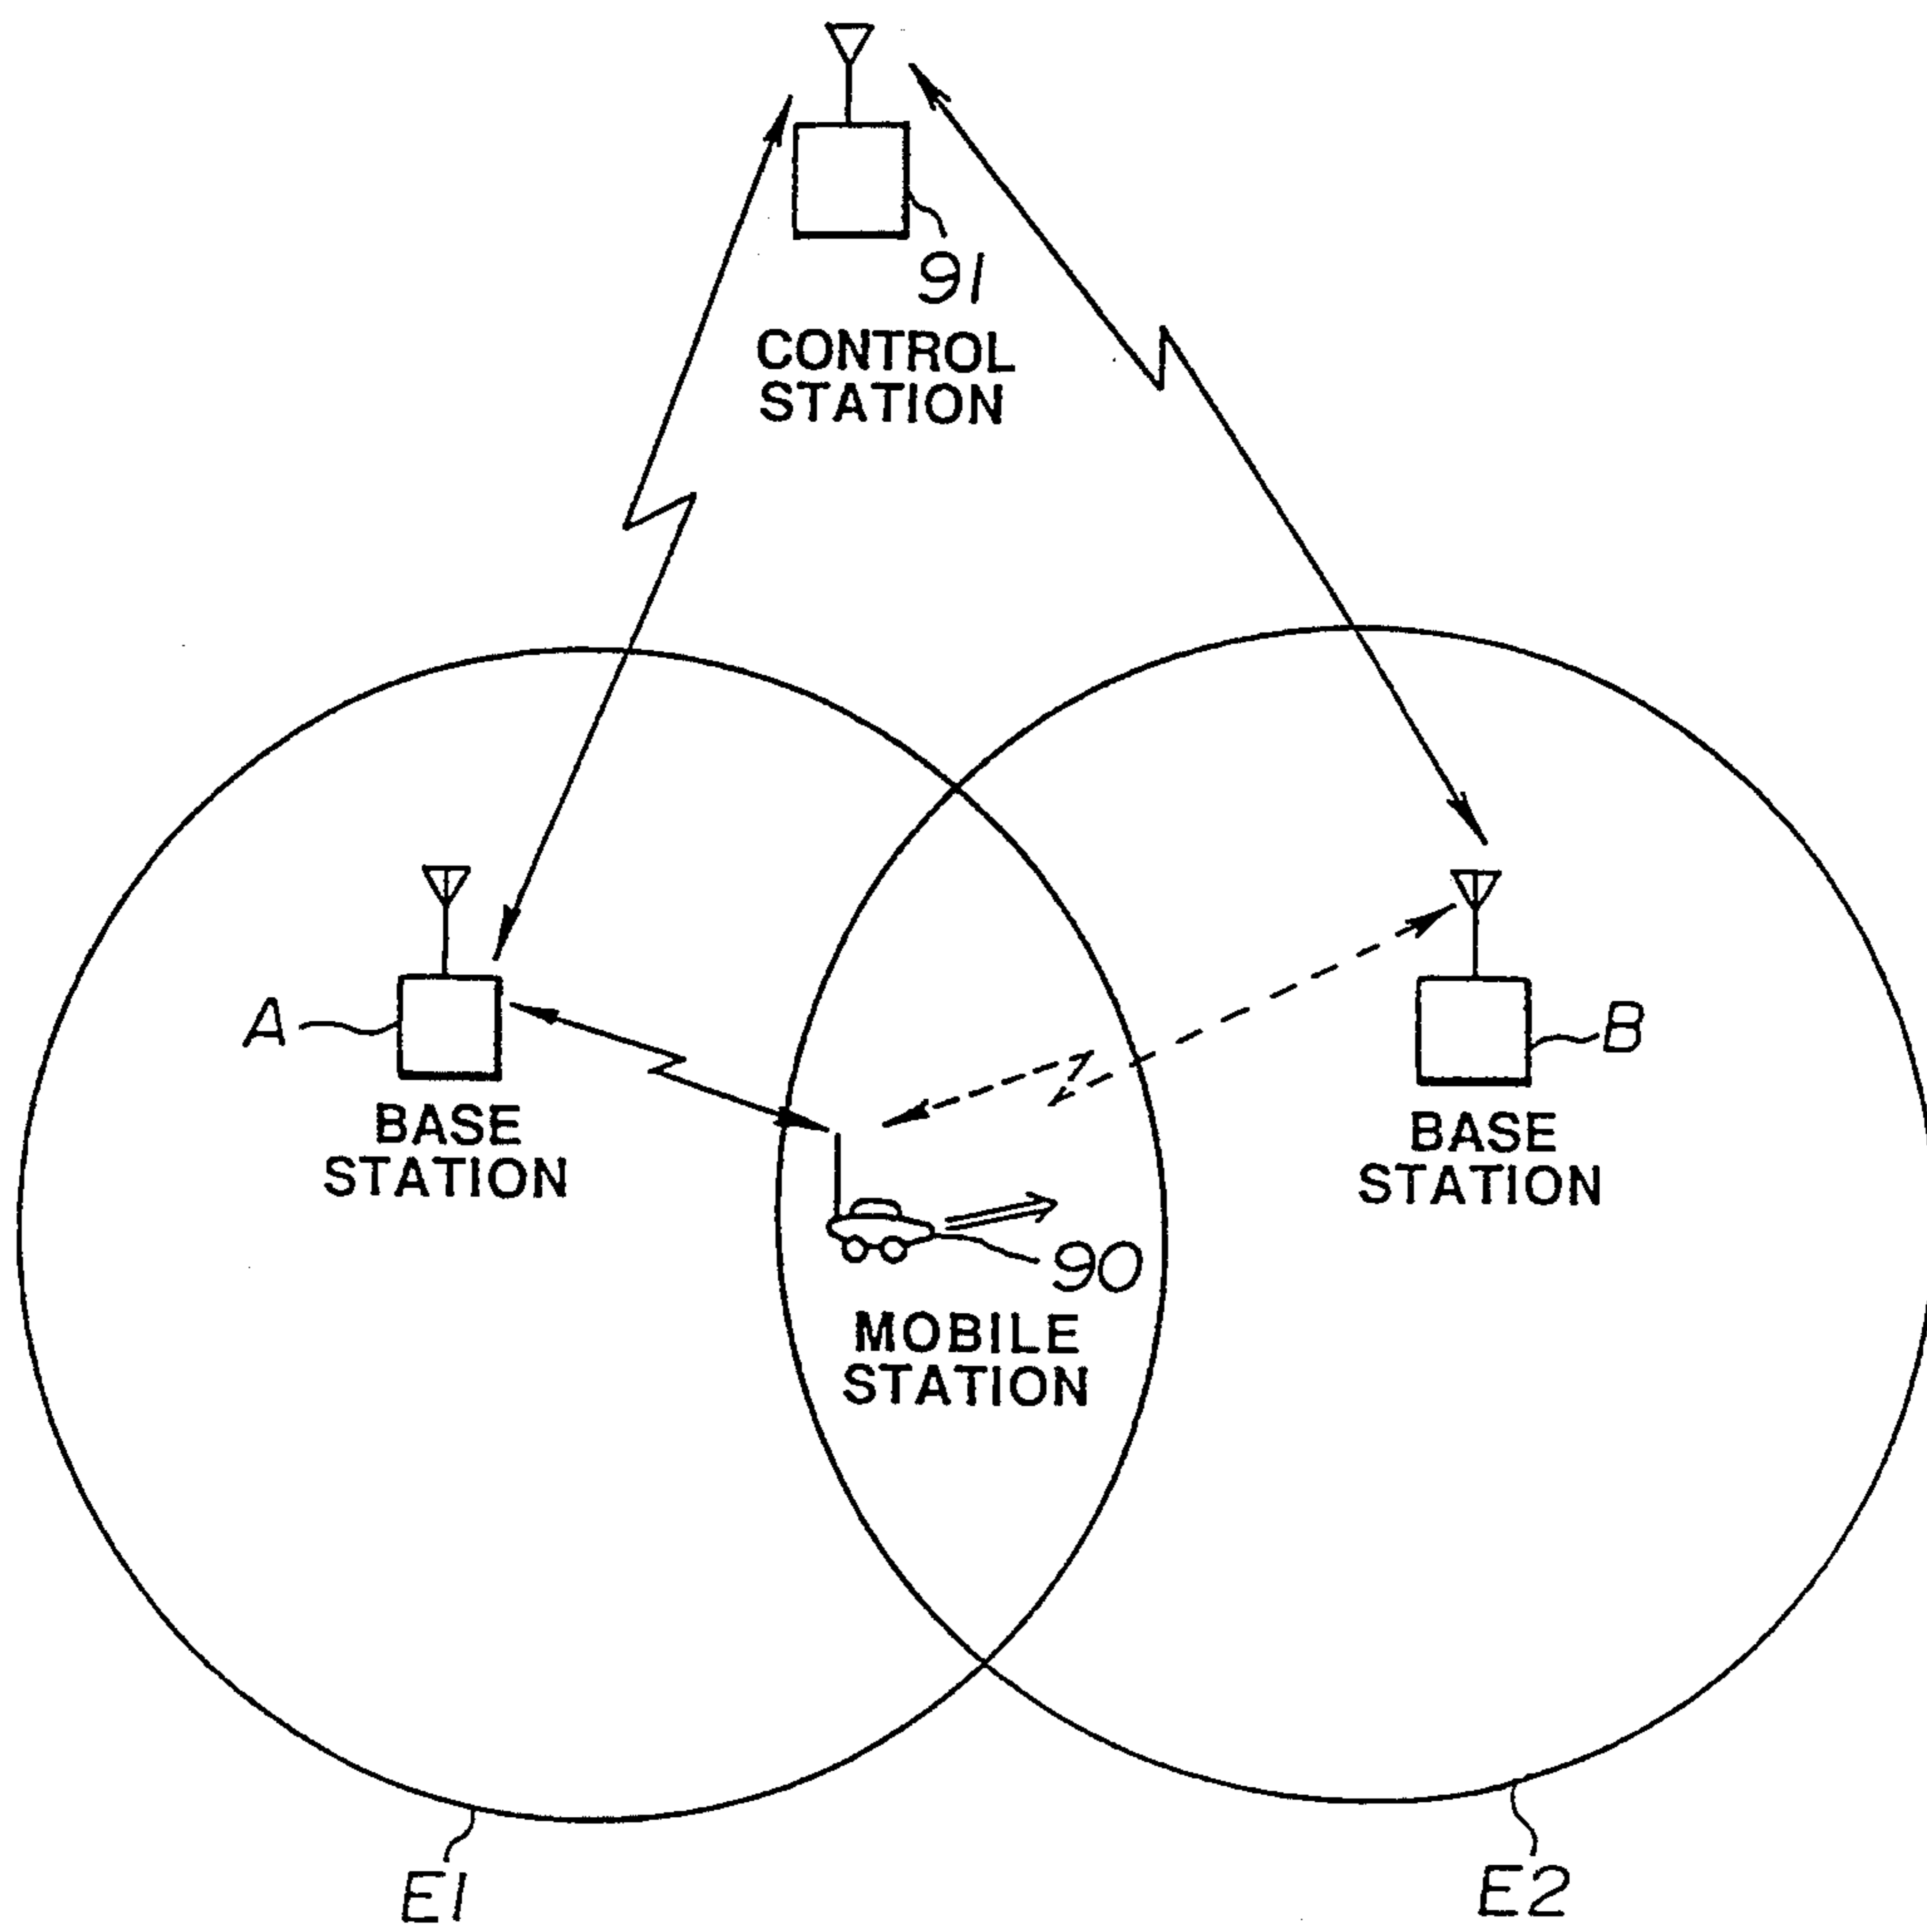 91
CONTROL
STATION
A
BASE
STATION
B
BASE
STATION
90
MOBILE
STATION
E1
E2